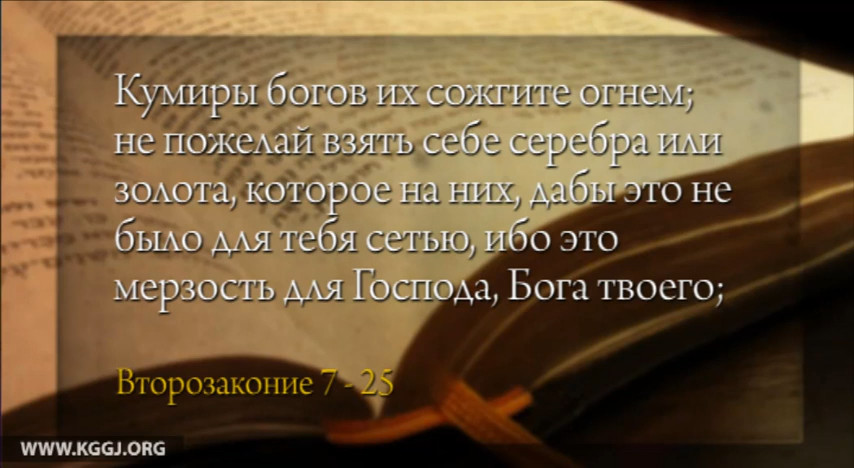 Кумиры богов их сожгите огнем;
не пожелай взять себе серебра или
золота, которое на них, дабы это не
было для тебя сетью, ибо это
мерзость для Господа, Бога твоего;
Второзаконие 7 - 25
WWW.KGGJ.ORG